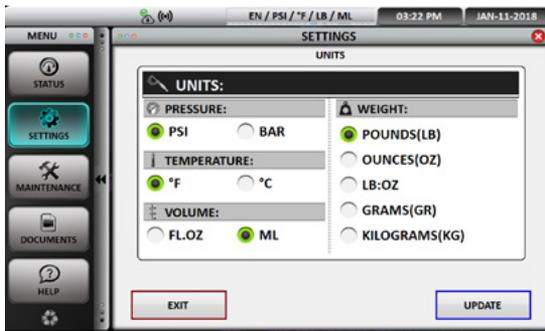 EN / PSI / °F / LB / ML 03:22 PM JAN-11-2018
MENU SETTINGS
UNITS
STATUS
SETTINGS
MAINTENANCE
DOCUMENTS
HELP
UNITS:
PRESSURE:
PSI BAR
TEMPERATURE:
°F °C
VOLUME:
FL.OZ ML
WEIGHT:
POUNDS(LB)
OUNCES(OZ)
LB:OZ
GRAMS(GR)
KILOGRAMS(KG)
EXIT UPDATE